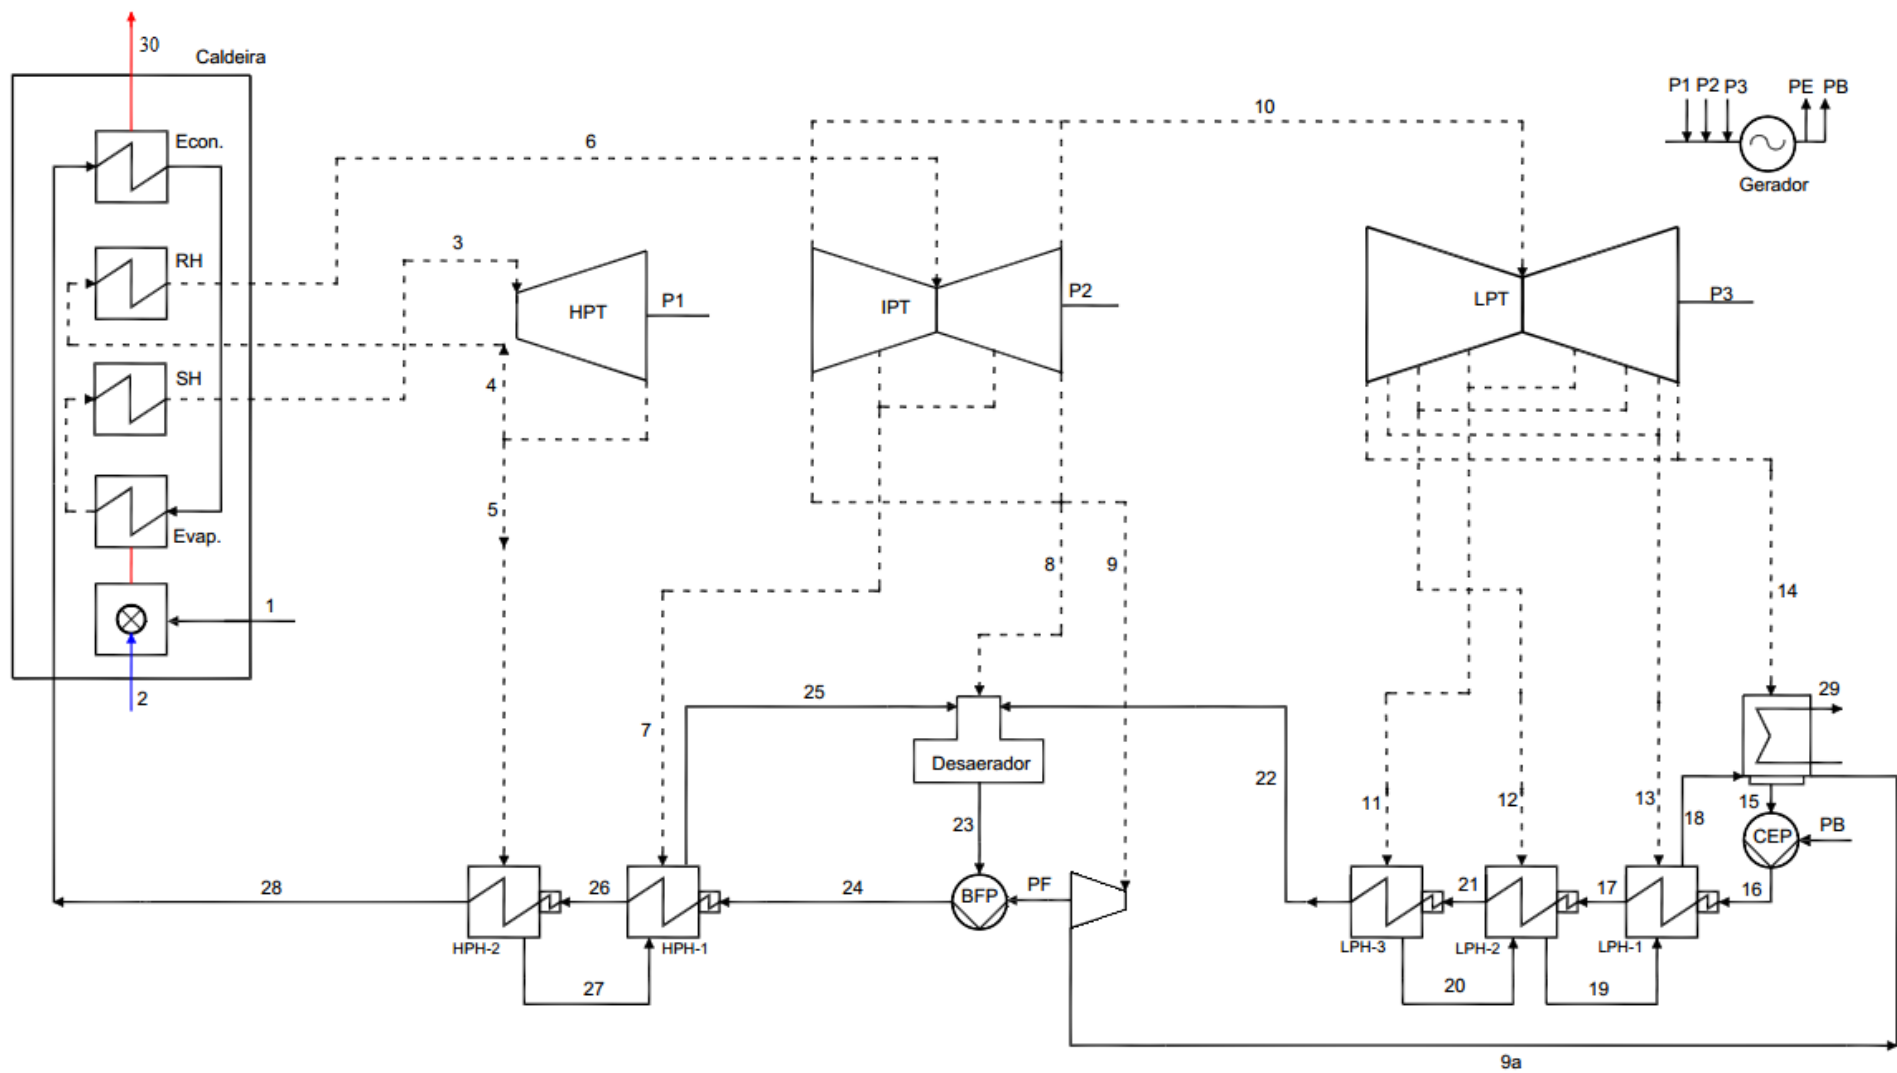 30
Caldeira
Econ.
RH
SH
Evap.
1
2
6
3
HPT
P1
4
5
10
IPT
P2
LPT
P3
P1 P2 P3
PE PB
Gerador
8
9
14
7
25
Desaerador
22
11
12
13
29
15
18
CEP
PB
23
28
26
24
BFP
PF
21
17
16
HPH-2
HPH-1
LPH-3
LPH-2
LPH-1
27
20
19
9a